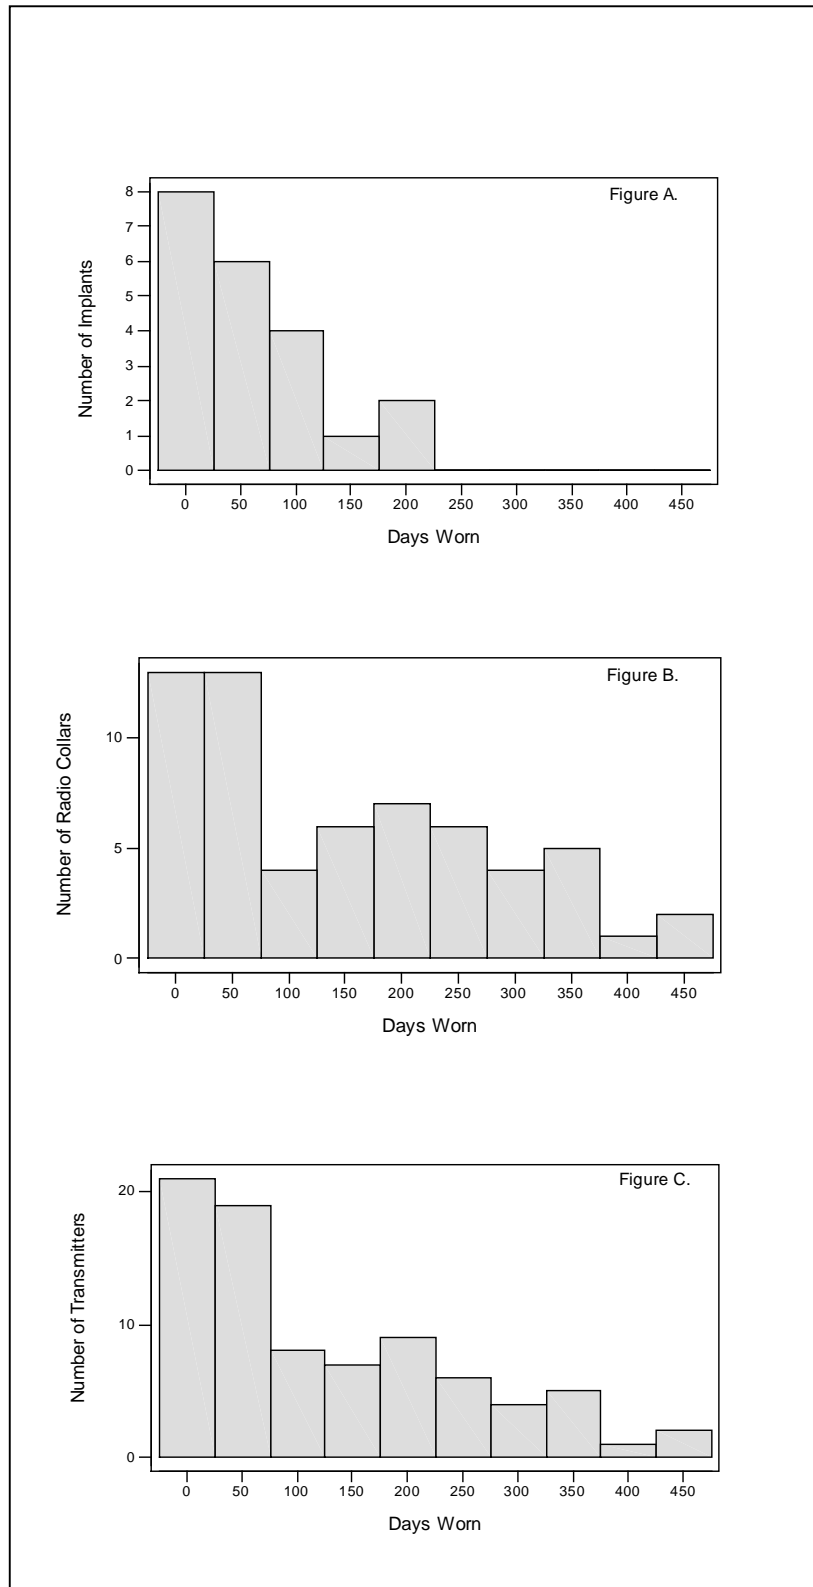 Figure A.
Number of Implants
8
7
6
5
4
3
2
1
0
0 50 100 150 200 250 300 350 400 450
Days Worn
Figure B.
Number of Radio Collars
10
5
0
0 50 100 150 200 250 300 350 400 450
Days Worn
Figure C.
Number of Transmitters
20
10
0
0 50 100 150 200 250 300 350 400 450
Days Worn